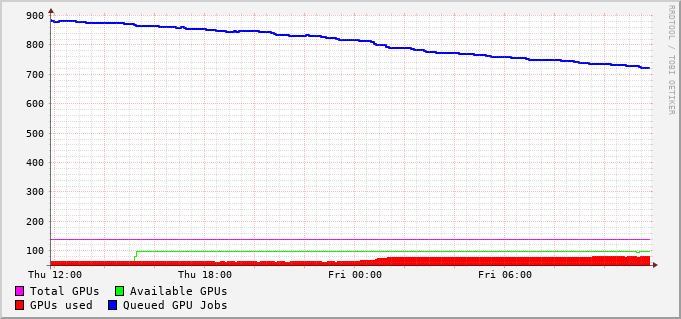 900
800
700
600
500
400
300
200
100
Thu 12:00 Thu 18:00 Fri 00:00 Fri 06:00
Total GPUs Available GPUs
GPUs used Queued GPU Jobs
RRDTOOL / TOBI OETIKER